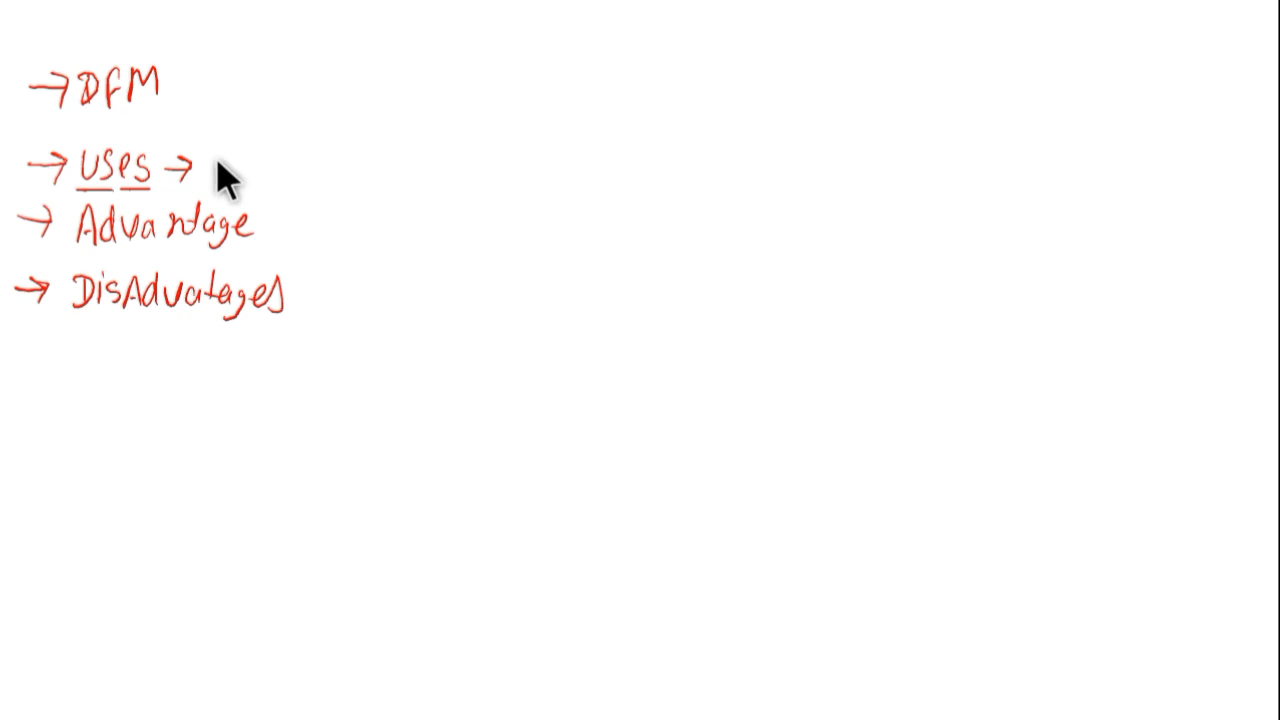 → DFM
→ Uses →
→ Advantage
→ DisAdvatages